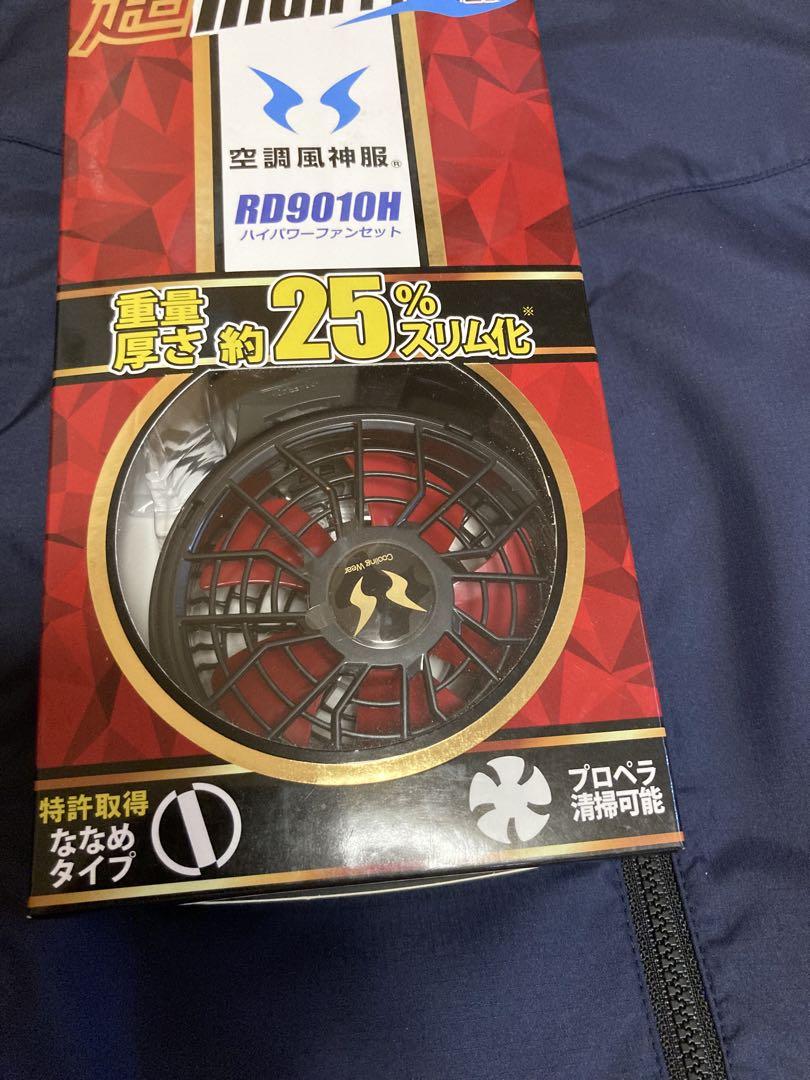 超
空調風神服®
RD9010H
ハイパワーファンセット
重量
厚さ 約25%スリム化※
Cooling Wear
特許取得
ななめ
タイプ
プロペラ
清掃可能